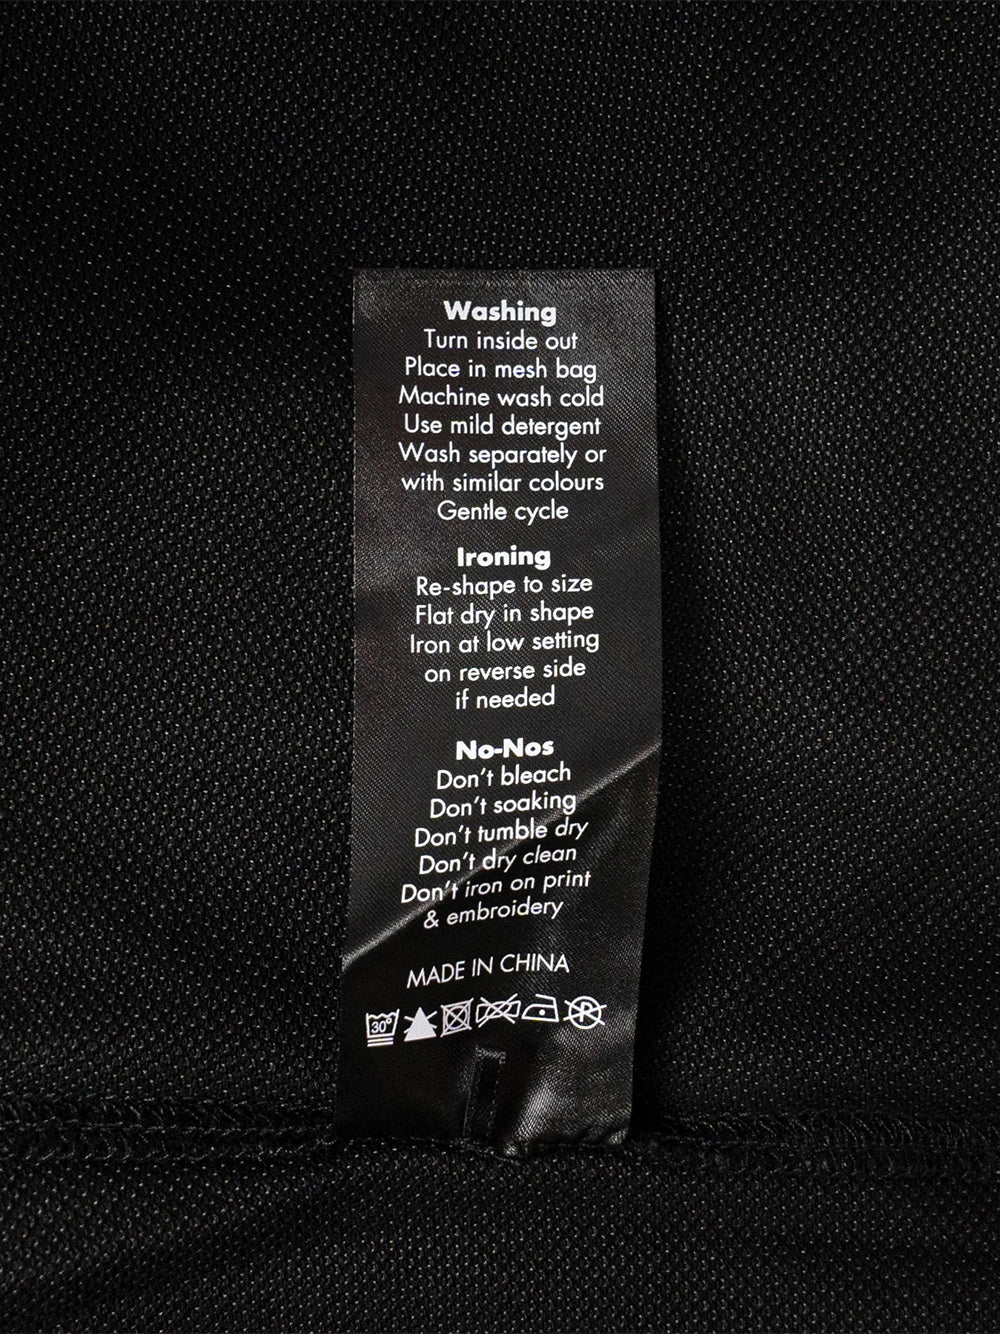 Washing
Turn inside out
Place in mesh bag
Machine wash cold
Use mild detergent
Wash separately or
with similar colours
Gentle cycle
Ironing
Re-shape to size
Flat dry in shape
Iron at low setting
on reverse side
if needed
No-Nos
Don't bleach
Don't soaking
Don't tumble dry
Don't dry clean
Don't iron on print
& embroidery
MADE IN CHINA
30° P